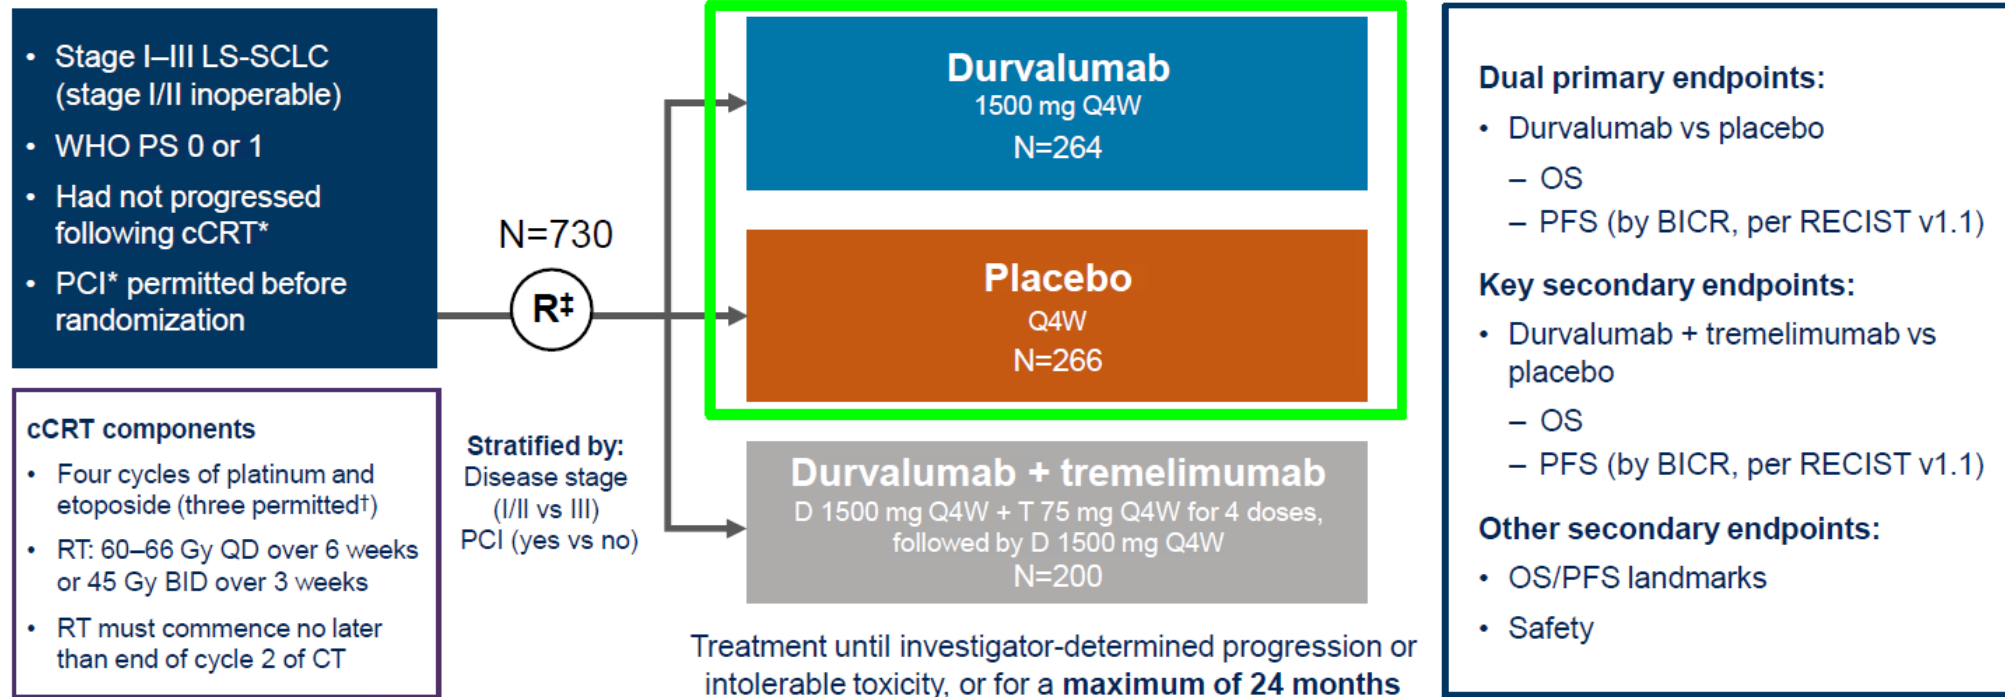 • Stage I–III LS-SCLC
(stage I/II inoperable)
• WHO PS 0 or 1
• Had not progressed
following cCRT*
• PCI* permitted before
randomization
cCRT components
• Four cycles of platinum and
etoposide (three permitted†)
• RT: 60–66 Gy QD over 6 weeks
or 45 Gy BID over 3 weeks
• RT must commence no later
than end of cycle 2 of CT
N=730
R‡
Stratified by:
Disease stage
(I/II vs III)
PCI (yes vs no)
Durvalumab
1500 mg Q4W
N=264
Placebo
Q4W
N=266
Durvalumab + tremelimumab
D 1500 mg Q4W + T 75 mg Q4W for 4 doses,
followed by D 1500 mg Q4W
N=200
Treatment until investigator-determined progression or
intolerable toxicity, or for a maximum of 24 months
Dual primary endpoints:
• Durvalumab vs placebo
– OS
– PFS (by BICR, per RECIST v1.1)
Key secondary endpoints:
• Durvalumab + tremelimumab vs
placebo
– OS
– PFS (by BICR, per RECIST v1.1)
Other secondary endpoints:
• OS/PFS landmarks
• Safety